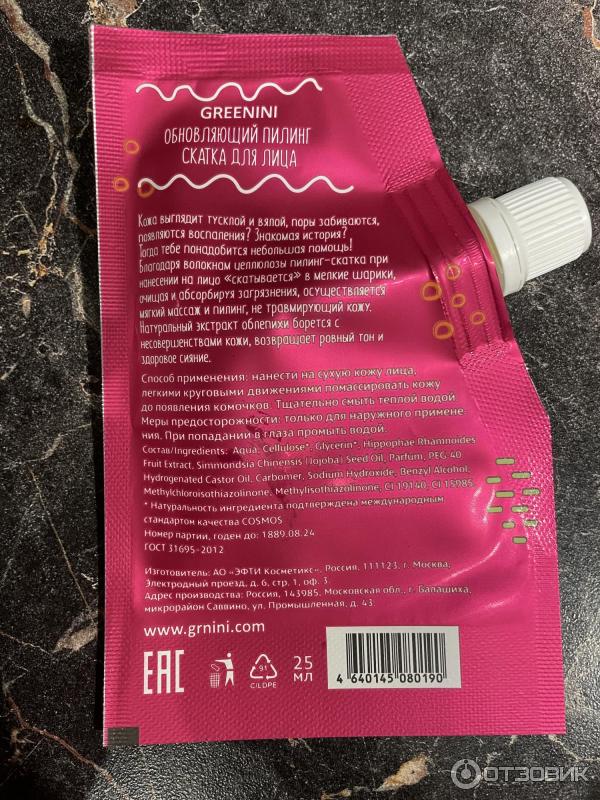 GREENINI
ОБНОВЛЯЮЩИЙ ПИЛИНГ
СКАТКА ДЛЯ ЛИЦА
Кожа выглядит тусклой и вялой, поры забиваются,
появляются воспаления? Знакомая история?
Тогда тебе понадобится небольшая помощь!
Благодаря волокнам целлюлозы пилинг-скатка при
нанесении на лицо «скатывается» в мелкие шарики,
очищая и абсорбируя загрязнения, осуществляется
мягкий массаж и пилинг, не травмирующий кожу.
Натуральный экстракт облепихи борется с
несовершенствами кожи, возвращает ровный тон и
здоровое сияние.
Способ применения: нанести на сухую кожу лица,
легкими круговыми движениями помассировать кожу
до появления комочков. Тщательно смыть теплой водой.
Меры предосторожности: только для наружного примене-
ния. При попадании в глаза промыть водой.
Состав/Ingredients: Aqua, Cellulose*, Glycerin*, Hippophae Rhamnoides
Fruit Extract, Simmondsia Chinensis (Jojoba) Seed Oil, Parfum, PEG-40
Hydrogenated Castor Oil, Carbomer, Sodium Hydroxide, Benzyl Alcohol,
Methylchloroisothiazolinone, Methylisothiazolinone, CI 19140, CI 15985.
* Натуральность ингредиента подтверждена международным
стандартом качества COSMOS
Номер партии, годен до: 1889.08.24
ГОСТ 31695-2012
Изготовитель: АО «ЭФТИ Косметикс», Россия, 111123, г. Москва,
Электродный проезд, д. 6, стр. 1, оф. 3.
Адрес производства: Россия, 143985, Московская обл., г. Балашиха,
микрорайон Саввино, ул. Промышленная, д. 43.
www.grnini.com
EAC
91
C/LDPE
25
МЛ
4 640145 080190
ОТЗОВИК